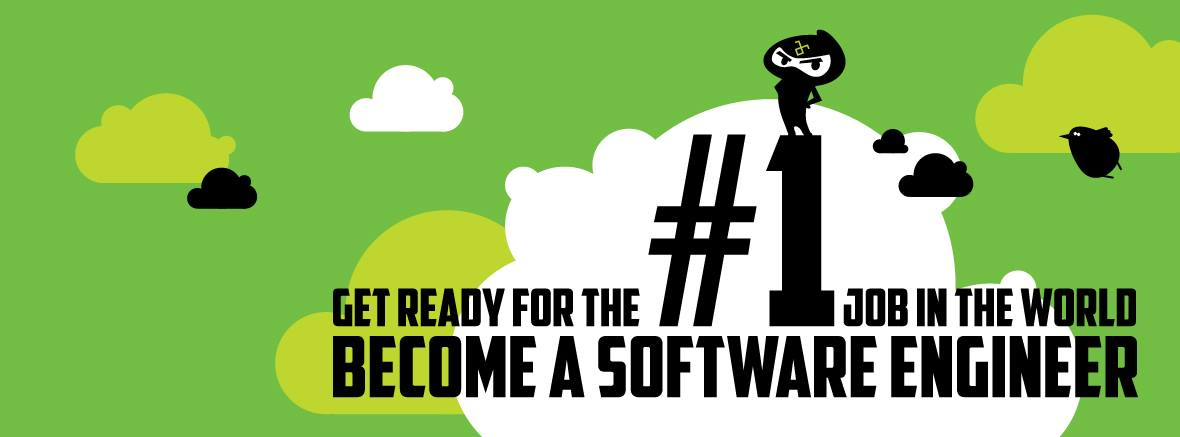 GET READY FOR THE #1 JOB IN THE WORLD
BECOME A SOFTWARE ENGINEER